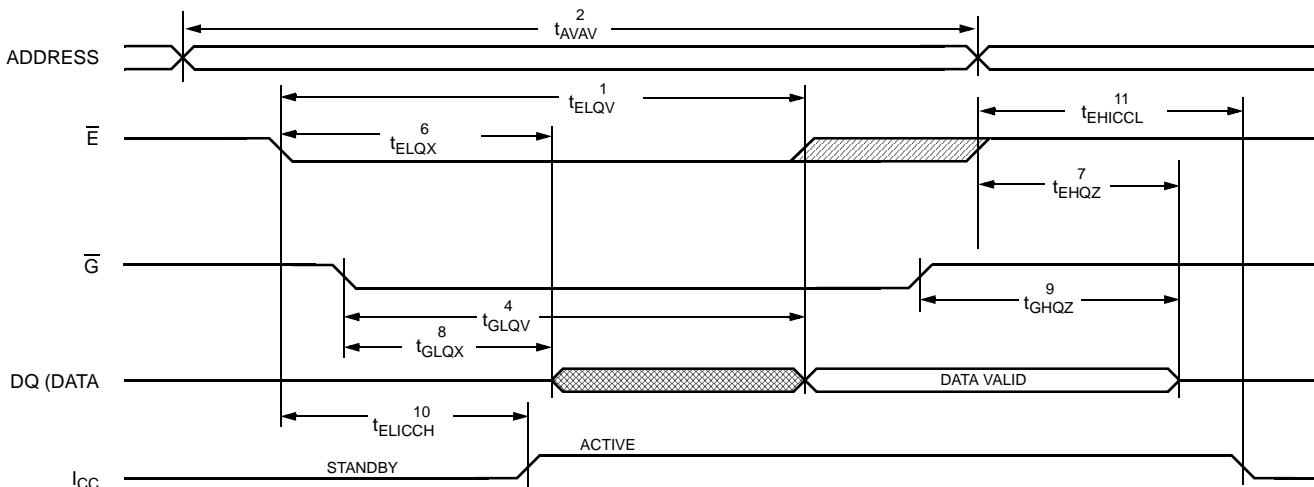 2
tAVAV
ADDRESS
1
tELQV
11
tEHICCL
E
6
tELQX
7
tEHQZ
G
9
tGHQZ
4
tGLQV
8
tGLQX
DQ (DATA
DATA VALID
10
tELICCH
ACTIVE
STANDBY
ICC